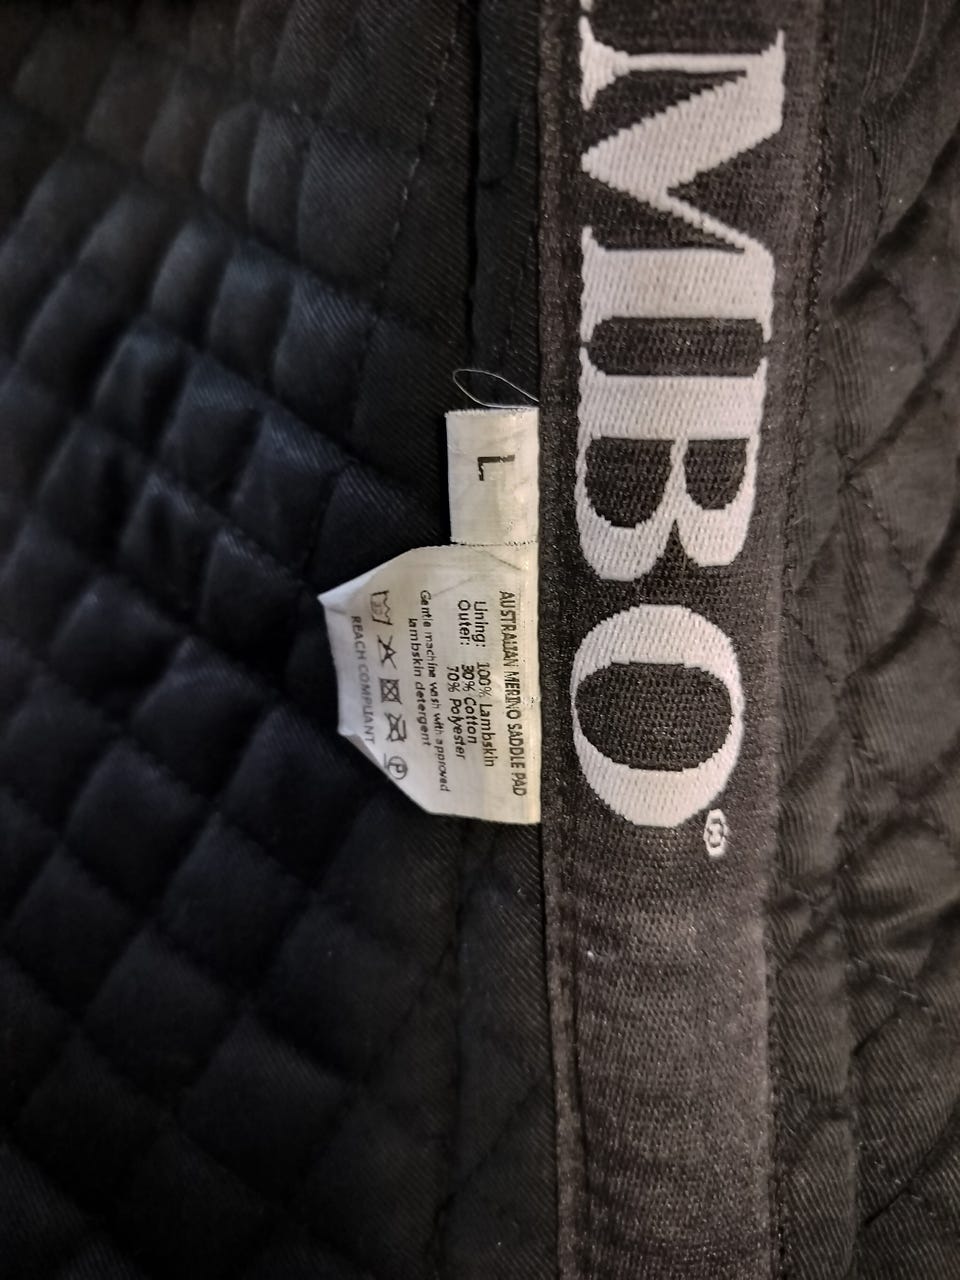 MBO
L
AUSTRALIAN MERINO SADDLE PAD
Lining: 100% Lambskin
Outer: 30% Cotton
70% Polyester
Gentle machine wash with approved
lambskin detergent
P
REACH COMPLIANT